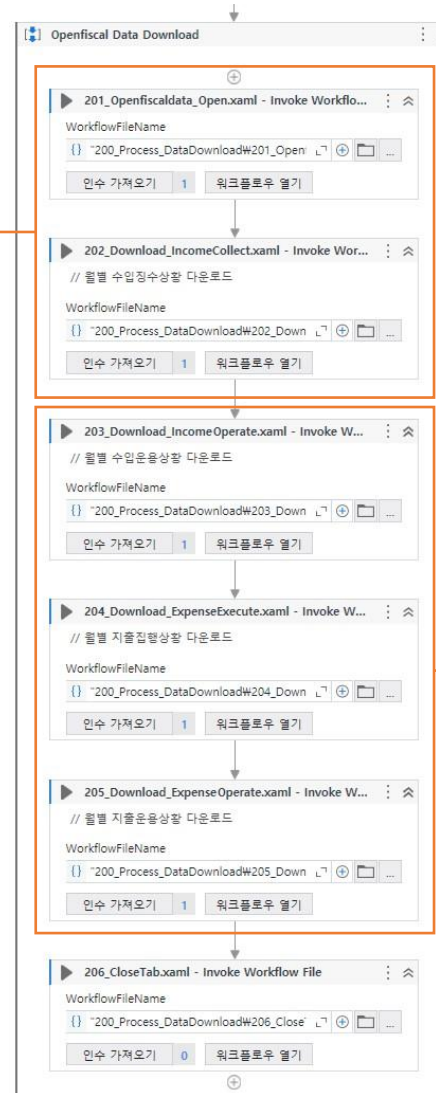 Openfiscal Data Download
201_Openfiscaldata_Open.xaml - Invoke Workflo...
WorkflowFileName
"200_Process_DataDownload₩201_Open
인수 가져오기 1 워크플로우 열기
202_Download_IncomeCollect.xaml - Invoke Wor...
// 월별 수입징수상황 다운로드
WorkflowFileName
"200_Process_DataDownload₩202_Down
인수 가져오기 1 워크플로우 열기
203_Download_IncomeOperate.xaml - Invoke W...
// 월별 수입운용상황 다운로드
WorkflowFileName
"200_Process_DataDownload₩203_Down
인수 가져오기 1 워크플로우 열기
204_Download_ExpenseExecute.xaml - Invoke W...
// 월별 지출집행상황 다운로드
WorkflowFileName
"200_Process_DataDownload₩204_Down
인수 가져오기 1 워크플로우 열기
205_Download_ExpenseOperate.xaml - Invoke W...
// 월별 지출운용상황 다운로드
WorkflowFileName
"200_Process_DataDownload₩205_Down
인수 가져오기 1 워크플로우 열기
206_CloseTab.xaml - Invoke Workflow File
WorkflowFileName
"200_Process_DataDownload₩206_Close
인수 가져오기 0 워크플로우 열기